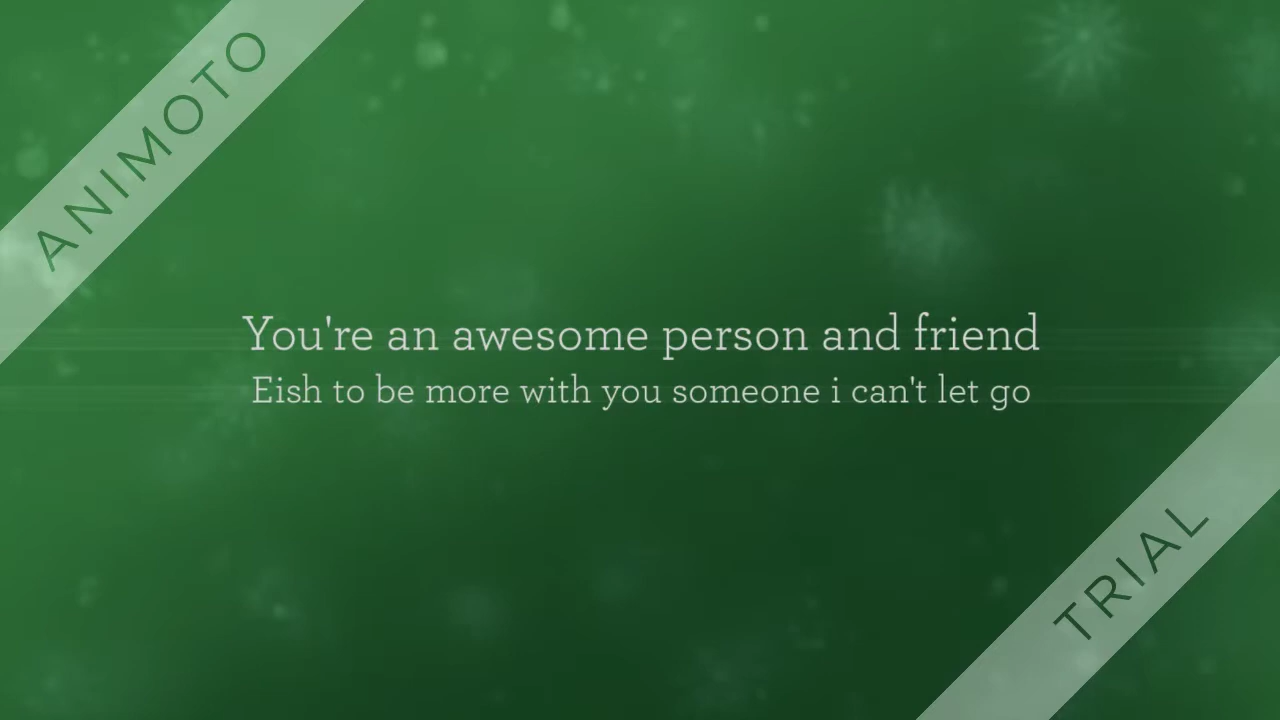 ANIMOTO
You're an awesome person and friend
Eish to be more with you someone i can't let go
TRIAL